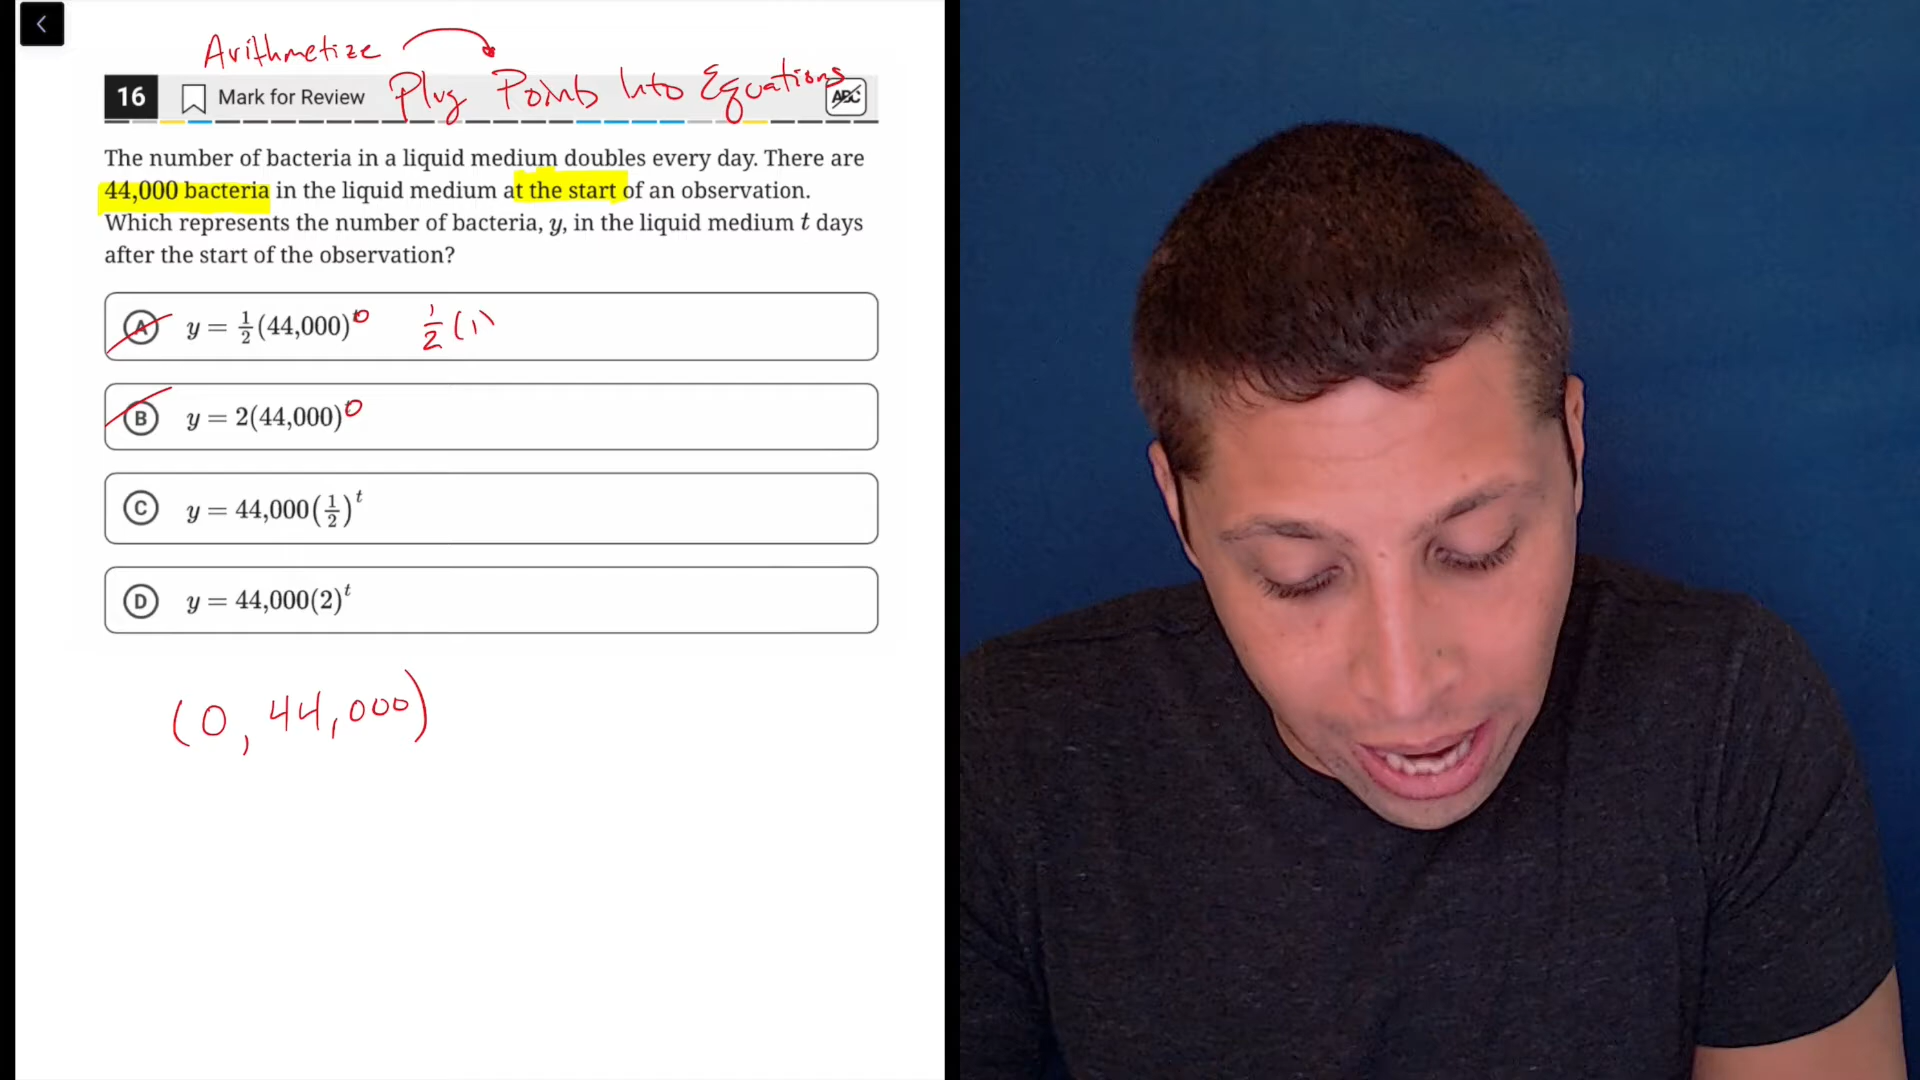 Arithmetize
Plug Points Into Equations
16 Mark for Review ABC
The number of bacteria in a liquid medium doubles every day. There are
44,000 bacteria in the liquid medium at the start of an observation.
Which represents the number of bacteria, y, in the liquid medium t days
after the start of the observation?
A y = 1/2(44,000)^0 1/2 (1)
B y = 2(44,000)^0
C y = 44,000(1/2)^t
D y = 44,000(2)^t
(0, 44,000)